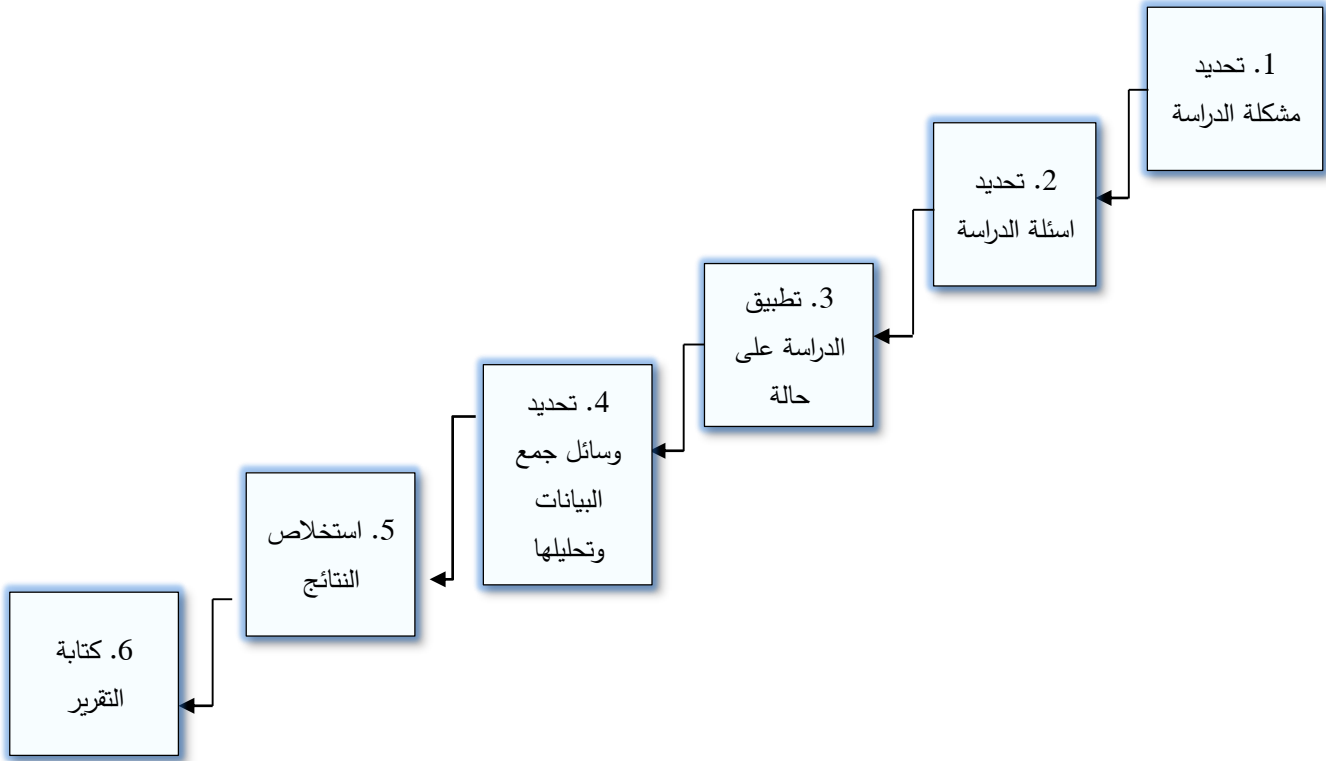 1. تحديد
مشكلة الدراسة
2. تحديد
اسئلة الدراسة
3. تطبيق
الدراسة على
حالة
4. تحديد
وسائل جمع
البيانات
وتحليلها
5. استخلاص
النتائج
6. كتابة
التقرير